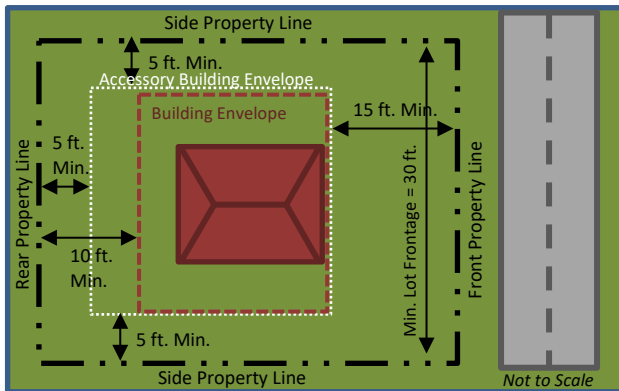 Side Property Line
5 ft. Min.
Accessory Building Envelope
Building Envelope
15 ft. Min.
5 ft.
Min.
Rear Property Line
Min. Lot Frontage = 30 ft.
Front Property Line
10 ft.
Min.
5 ft. Min.
Side Property Line
Not to Scale